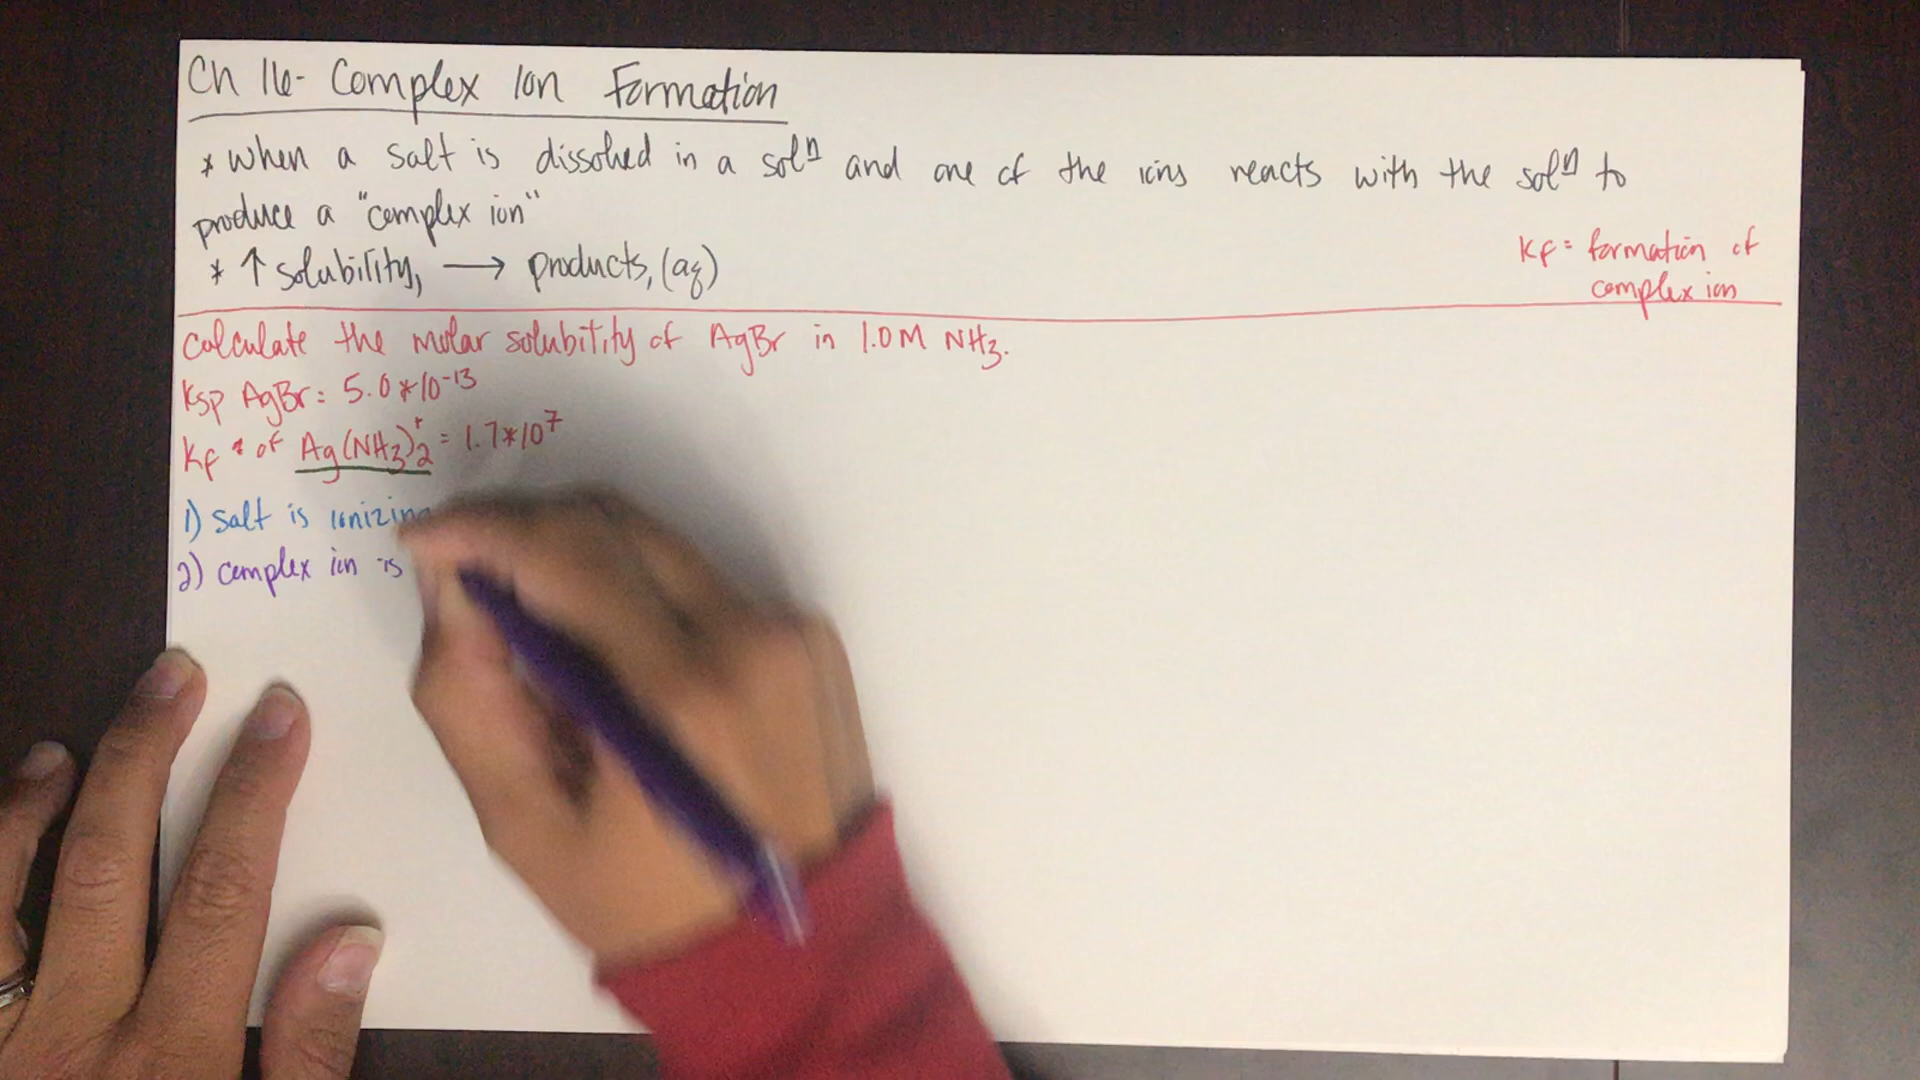 Ch 16- Complex Ion Formation
* when a salt is dissolved in a solⁿ and one of the ions reacts with the solⁿ to
produce a "complex ion"
* ↑ solubility, → products, (aq)
Kf = formation of
complex ion
calculate the molar solubility of AgBr in 1.0M NH₃.
Ksp AgBr: 5.0*10⁻¹³
Kf of Ag(NH₃)₂⁺ = 1.7*10⁷
1) salt is ionizing
2) complex ion is